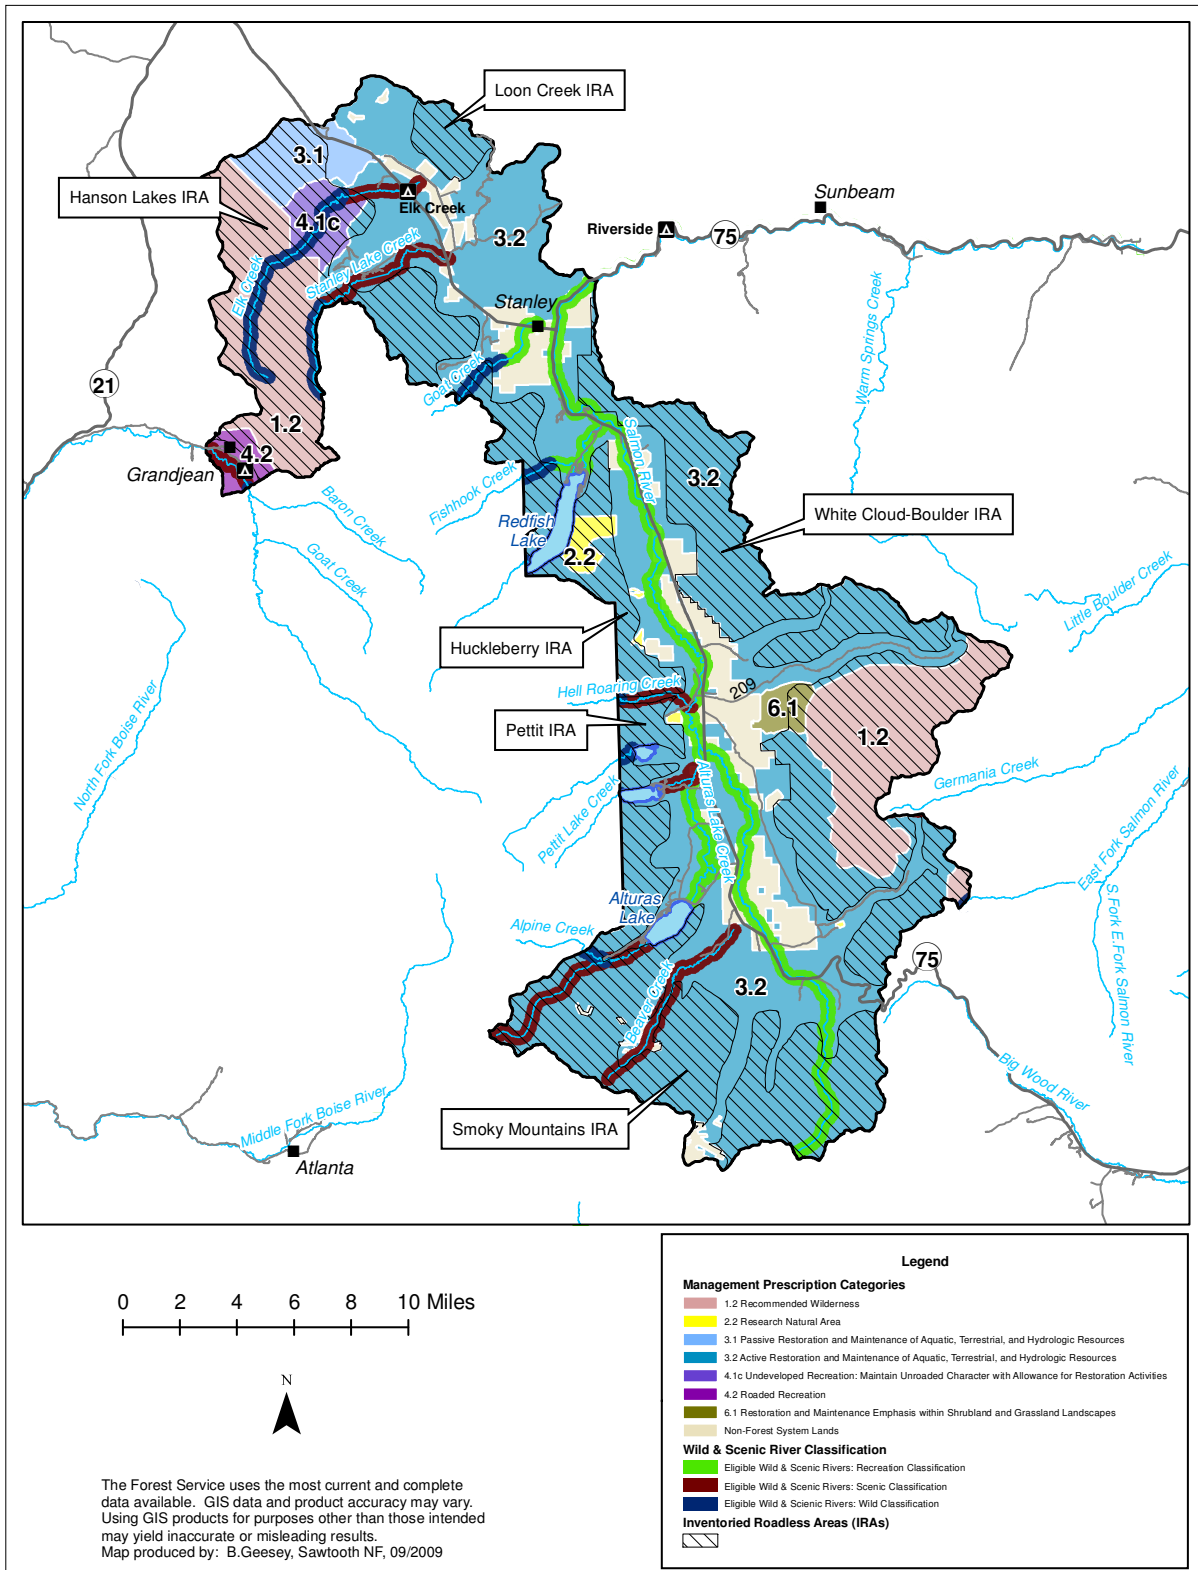 Loon Creek IRA
3.1
Hanson Lakes IRA
Sunbeam
Elk Creek
4.1c
Riverside
75
3.2
Stanley Lake Creek
Elk Creek
Stanley
21
Goat Creek
1.2
Salmon River
Warm Springs Creek
4.2
Grandjean
3.2
Fishhook Creek
Baron Creek
White Cloud-Boulder IRA
Redfish
Lake
2.2
Goat Creek
Little Boulder Creek
Huckleberry IRA
Hell Roaring Creek
209
6.1
Pettit IRA
1.2
North Fork Boise River
Germania Creek
Pettit Lake Creek
Alturas Lake Creek
East Fork Salmon River
Alturas
Lake
S.Fork E.Fork Salmon River
Alpine Creek
75
3.2
Beaver Creek
Big Wood River
Smoky Mountains IRA
Middle Fork Boise River
Atlanta
Legend
Management Prescription Categories
1.2 Recommended Wilderness
2.2 Research Natural Area
3.1 Passive Restoration and Maintenance of Aquatic, Terrestrial, and Hydrologic Resources
3.2 Active Restoration and Maintenance of Aquatic, Terrestrial, and Hydrologic Resources
4.1c Undeveloped Recreation: Maintain Unroaded Character with Allowance for Restoration Activities
4.2 Roaded Recreation
6.1 Restoration and Maintenance Emphasis within Shrubland and Grassland Landscapes
Non-Forest System Lands
Wild & Scenic River Classification
Eligible Wild & Scenic Rivers: Recreation Classification
Eligible Wild & Scenic Rivers: Scenic Classification
Eligible Wild & Scienic Rivers: Wild Classification
Inventoried Roadless Areas (IRAs)
0 2 4 6 8 10 Miles
N
The Forest Service uses the most current and complete
data available. GIS data and product accuracy may vary.
Using GIS products for purposes other than those intended
may yield inaccurate or misleading results.
Map produced by: B.Geesey, Sawtooth NF, 09/2009